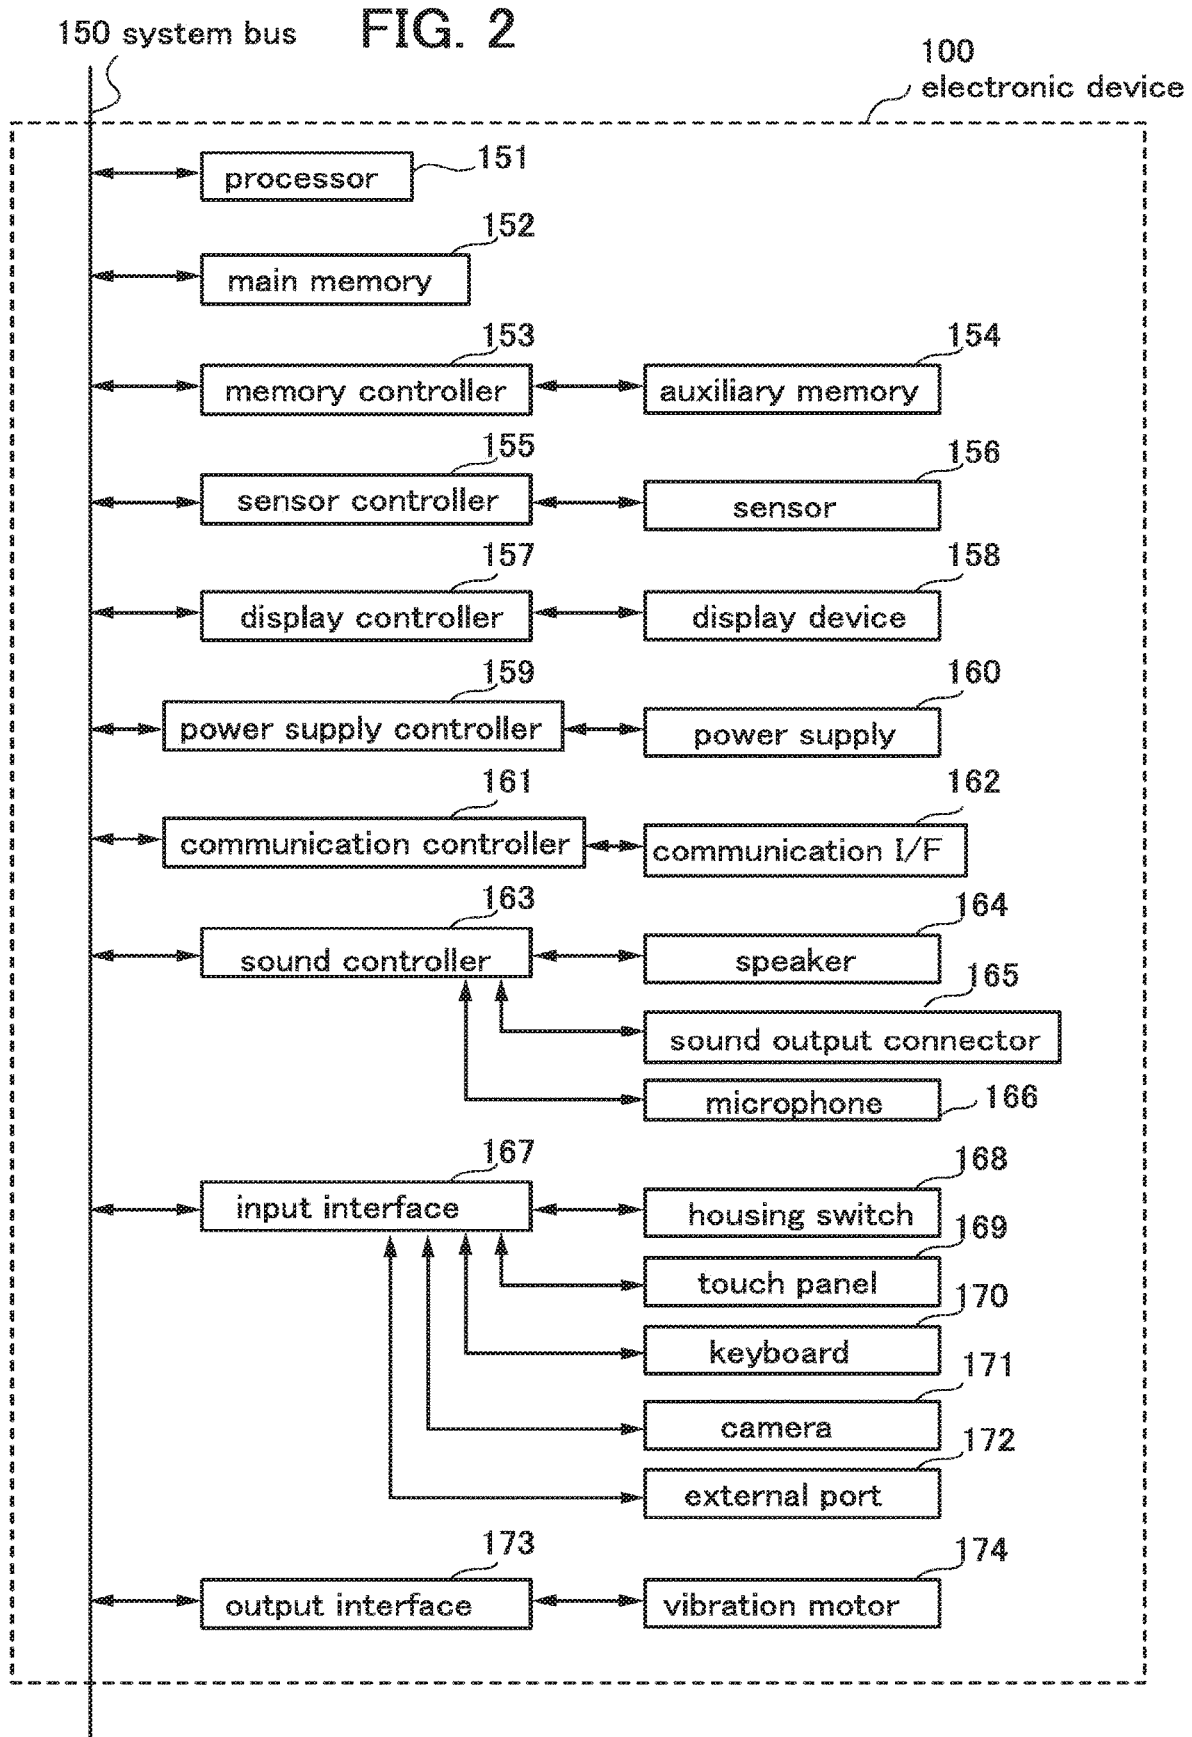 FIG. 2
150 system bus
100
electronic device
151
processor
152
main memory
153
memory controller
154
auxiliary memory
155
sensor controller
156
sensor
157
display controller
158
display device
159
power supply controller
160
power supply
161
communication controller
162
communication I/F
163
sound controller
164
speaker
165
sound output connector
microphone
166
167
input interface
168
housing switch
169
touch panel
170
keyboard
171
camera
172
external port
173
output interface
174
vibration motor